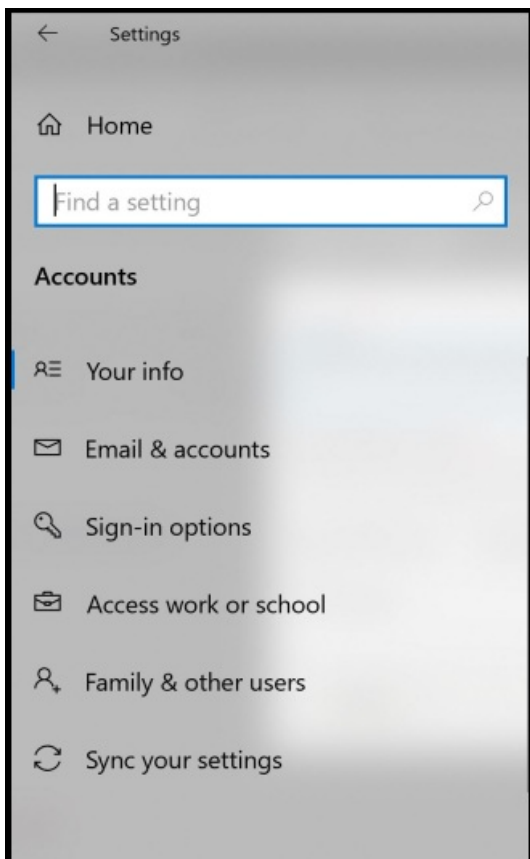 Settings
Home
Find a setting
Accounts
Your info
Email & accounts
Sign-in options
Access work or school
Family & other users
Sync your settings